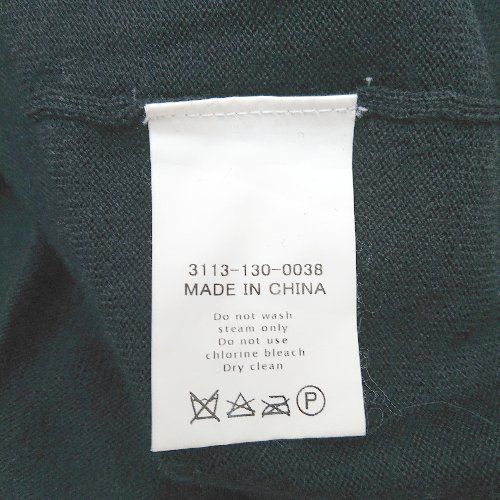 3113-130-0038
MADE IN CHINA
Do not wash
steam only
Do not use
chlorine bleach
Dry clean
P